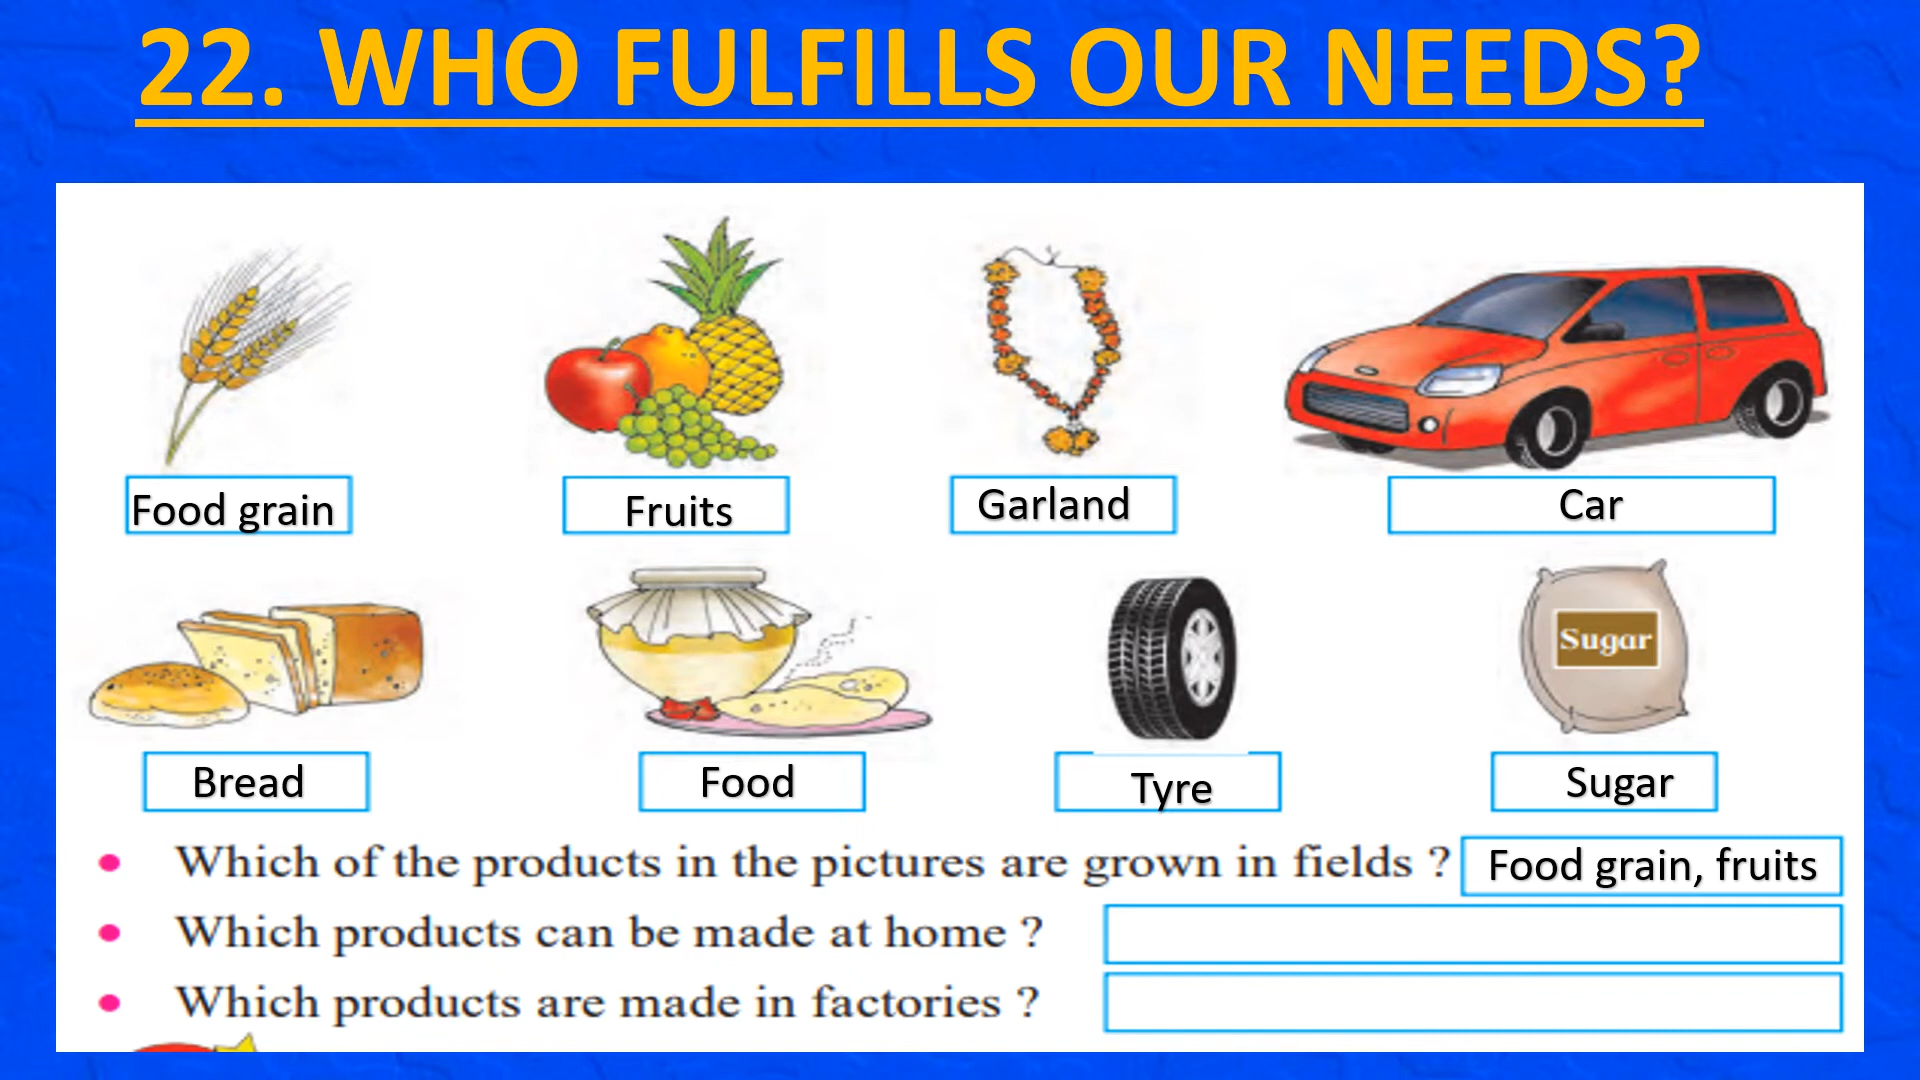 22. WHO FULFILLS OUR NEEDS?
Food grain
Fruits
Garland
Car
Sugar
Bread
Food
Tyre
Sugar
Which of the products in the pictures are grown in fields ? Food grain, fruits
Which products can be made at home ?
Which products are made in factories ?